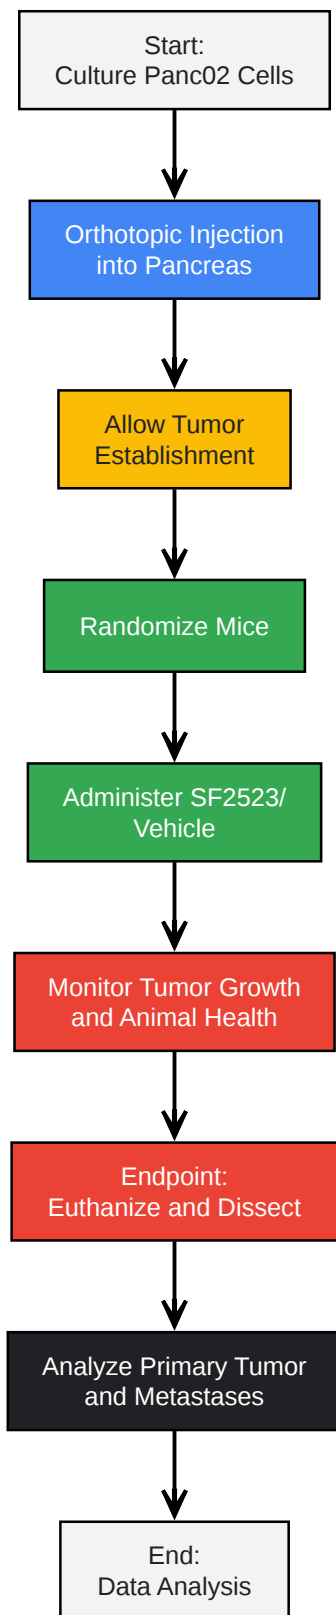 Start:
Culture Panc02 Cells
Orthotopic Injection
into Pancreas
Allow Tumor
Establishment
Randomize Mice
Administer SF2523/
Vehicle
Monitor Tumor Growth
and Animal Health
Endpoint:
Euthanize and Dissect
Analyze Primary Tumor
and Metastases
End:
Data Analysis